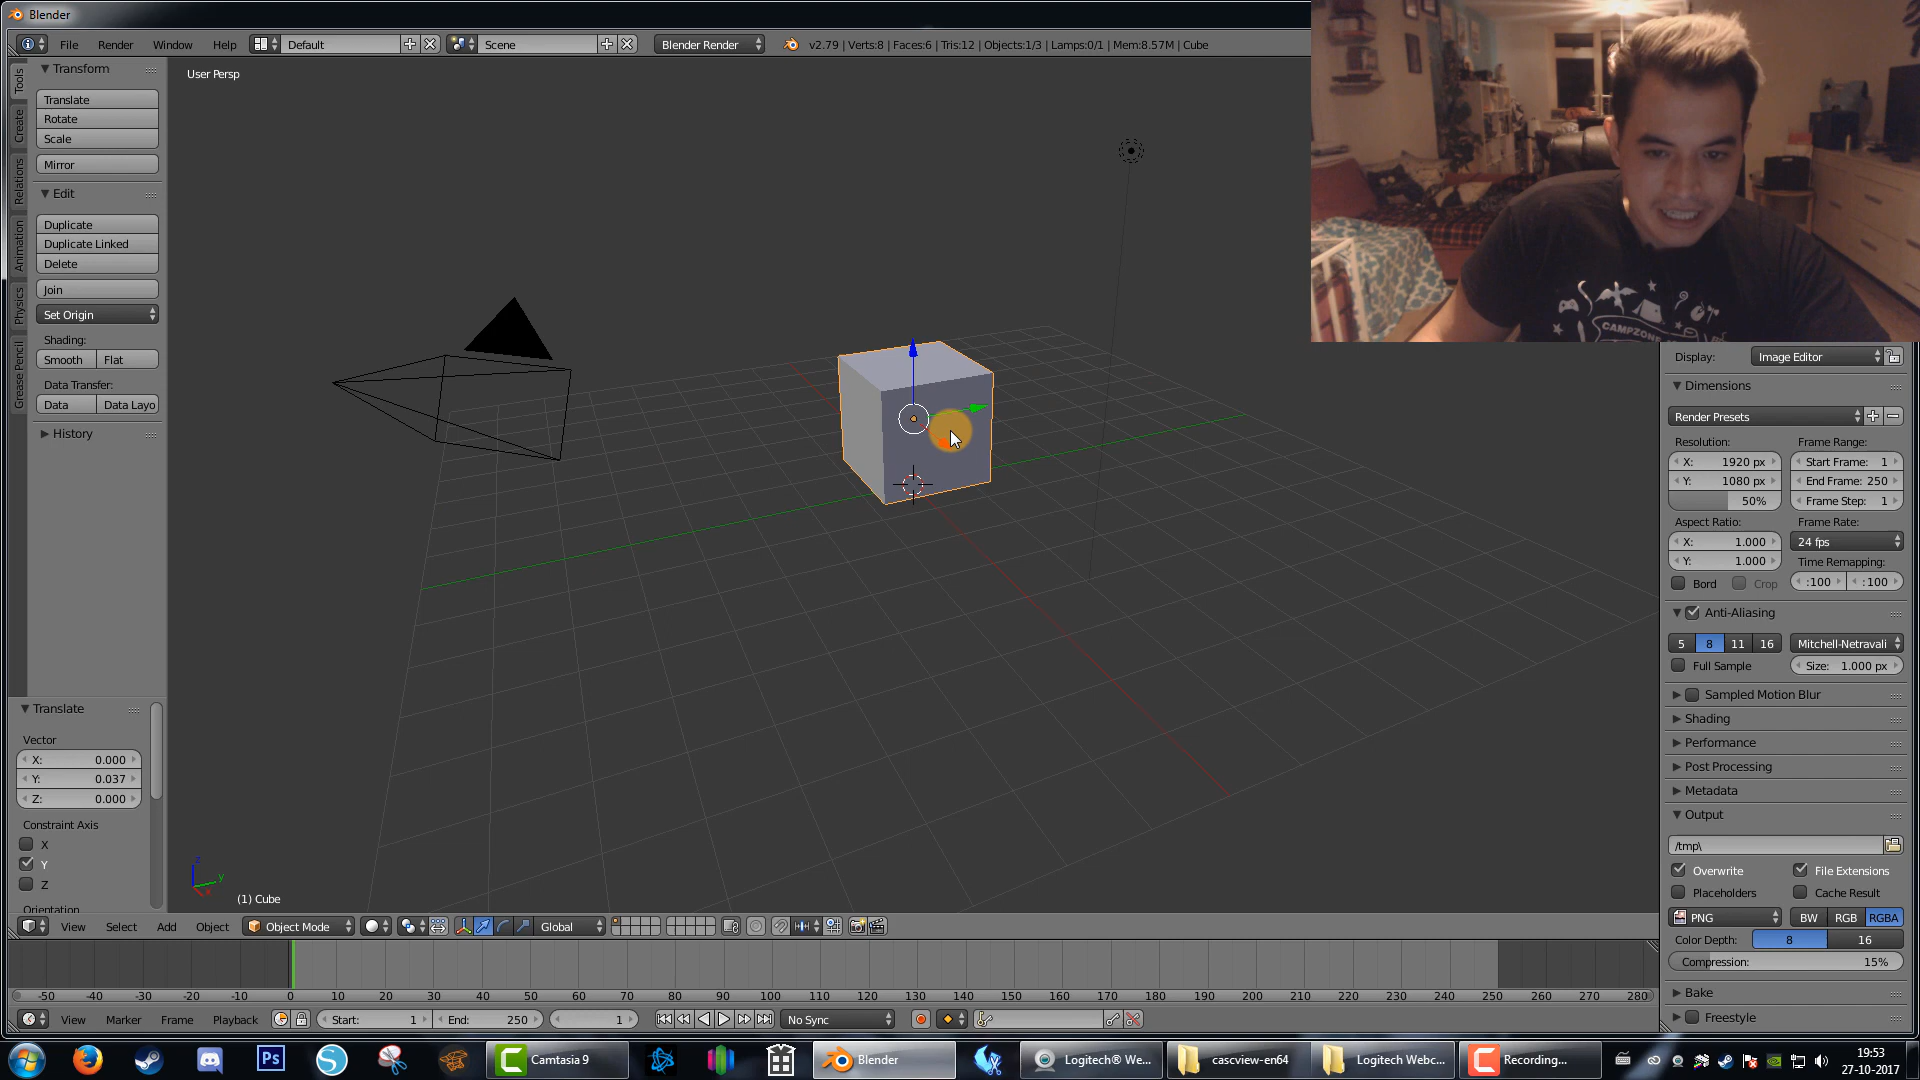 Blender
File Render Window Help Default Scene Blender Render v2.79 | Verts:8 | Faces:6 | Tris:12 | Objects:1/3 | Lamps:0/1 | Mem:8.57M | Cube
Tools
Create
Relations
Animation
Physics
Grease Pencil
Transform
Translate
Rotate
Scale
Mirror
Edit
Duplicate
Duplicate Linked
Delete
Join
Set Origin
Shading:
Smooth Flat
Data Transfer:
Data Data Layo
History
Translate
Vector
X: 0.000
Y: 0.037
Z: 0.000
Constraint Axis
X
Y
Z
Orientation
User Persp
z
y
x
(1) Cube
CAMPZONE
Display: Image Editor
Dimensions
Render Presets
Resolution: Frame Range:
X: 1920 px Start Frame: 1
Y: 1080 px End Frame: 250
50% Frame Step: 1
Aspect Ratio: Frame Rate:
X: 1.000 24 fps
Y: 1.000 Time Remapping:
Bord Crop :100 :100
Anti-Aliasing
5 8 11 16 Mitchell-Netravali
Full Sample Size: 1.000 px
Sampled Motion Blur
Shading
Performance
Post Processing
Metadata
Output
/tmp\
Overwrite File Extensions
Placeholders Cache Result
PNG BW RGB RGBA
Color Depth: 8 16
Compression: 15%
Bake
Freestyle
View Select Add Object Object Mode Global
-50 -40 -30 -20 -10 0 10 20 30 40 50 60 70 80 90 100 110 120 130 140 150 160 170 180 190 200 210 220 230 240 250 260 270 280
View Marker Frame Playback Start: 1 End: 250 1 No Sync
Ps Camtasia 9 Blender Logitech® We... cascview-en64 Logitech Webc... Recording...
19:53
27-10-2017